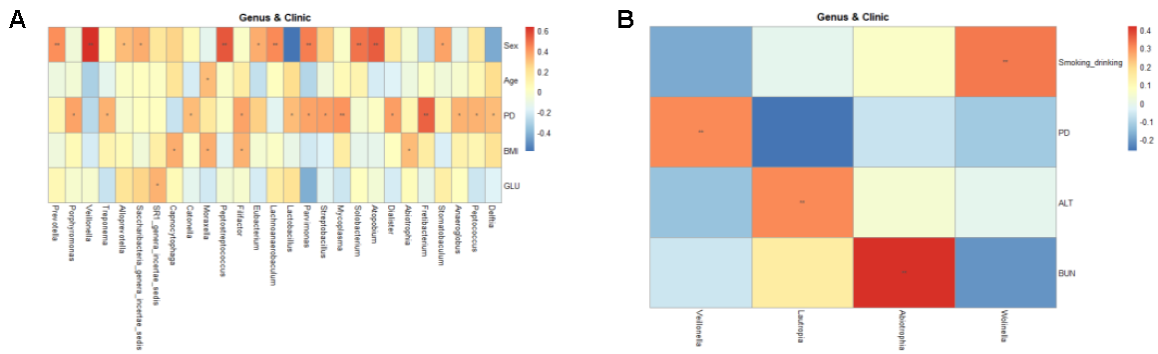 A
Genus & Clinic
Sex
Age
PD
BMI
GLU
0.6
0.4
0.2
0
-0.2
-0.4
Prevotella
Porphyromonas
Veillonella
Treponema
Alloprevotella
Saccharibacteria_genera_incertae_sedis
SR1_genera_incertae_sedis
Capnocytophaga
Catonella
Moraxella
Peptostreptococcus
Filifactor
Eubacterium
Lachnoanaerobaculum
Lactobacillus
Parvimonas
Streptobacillus
Mycoplasma
Solobacterium
Atopobium
Dialister
Abiotrophia
Fretibacterium
Stomatobaculum
Anaeroglobus
Peptococcus
Delftia
B
Genus & Clinic
Smoking_drinking
PD
ALT
BUN
0.4
0.3
0.2
0.1
0
-0.1
-0.2
Veillonella
Lautropia
Abiotrophia
Wolinella